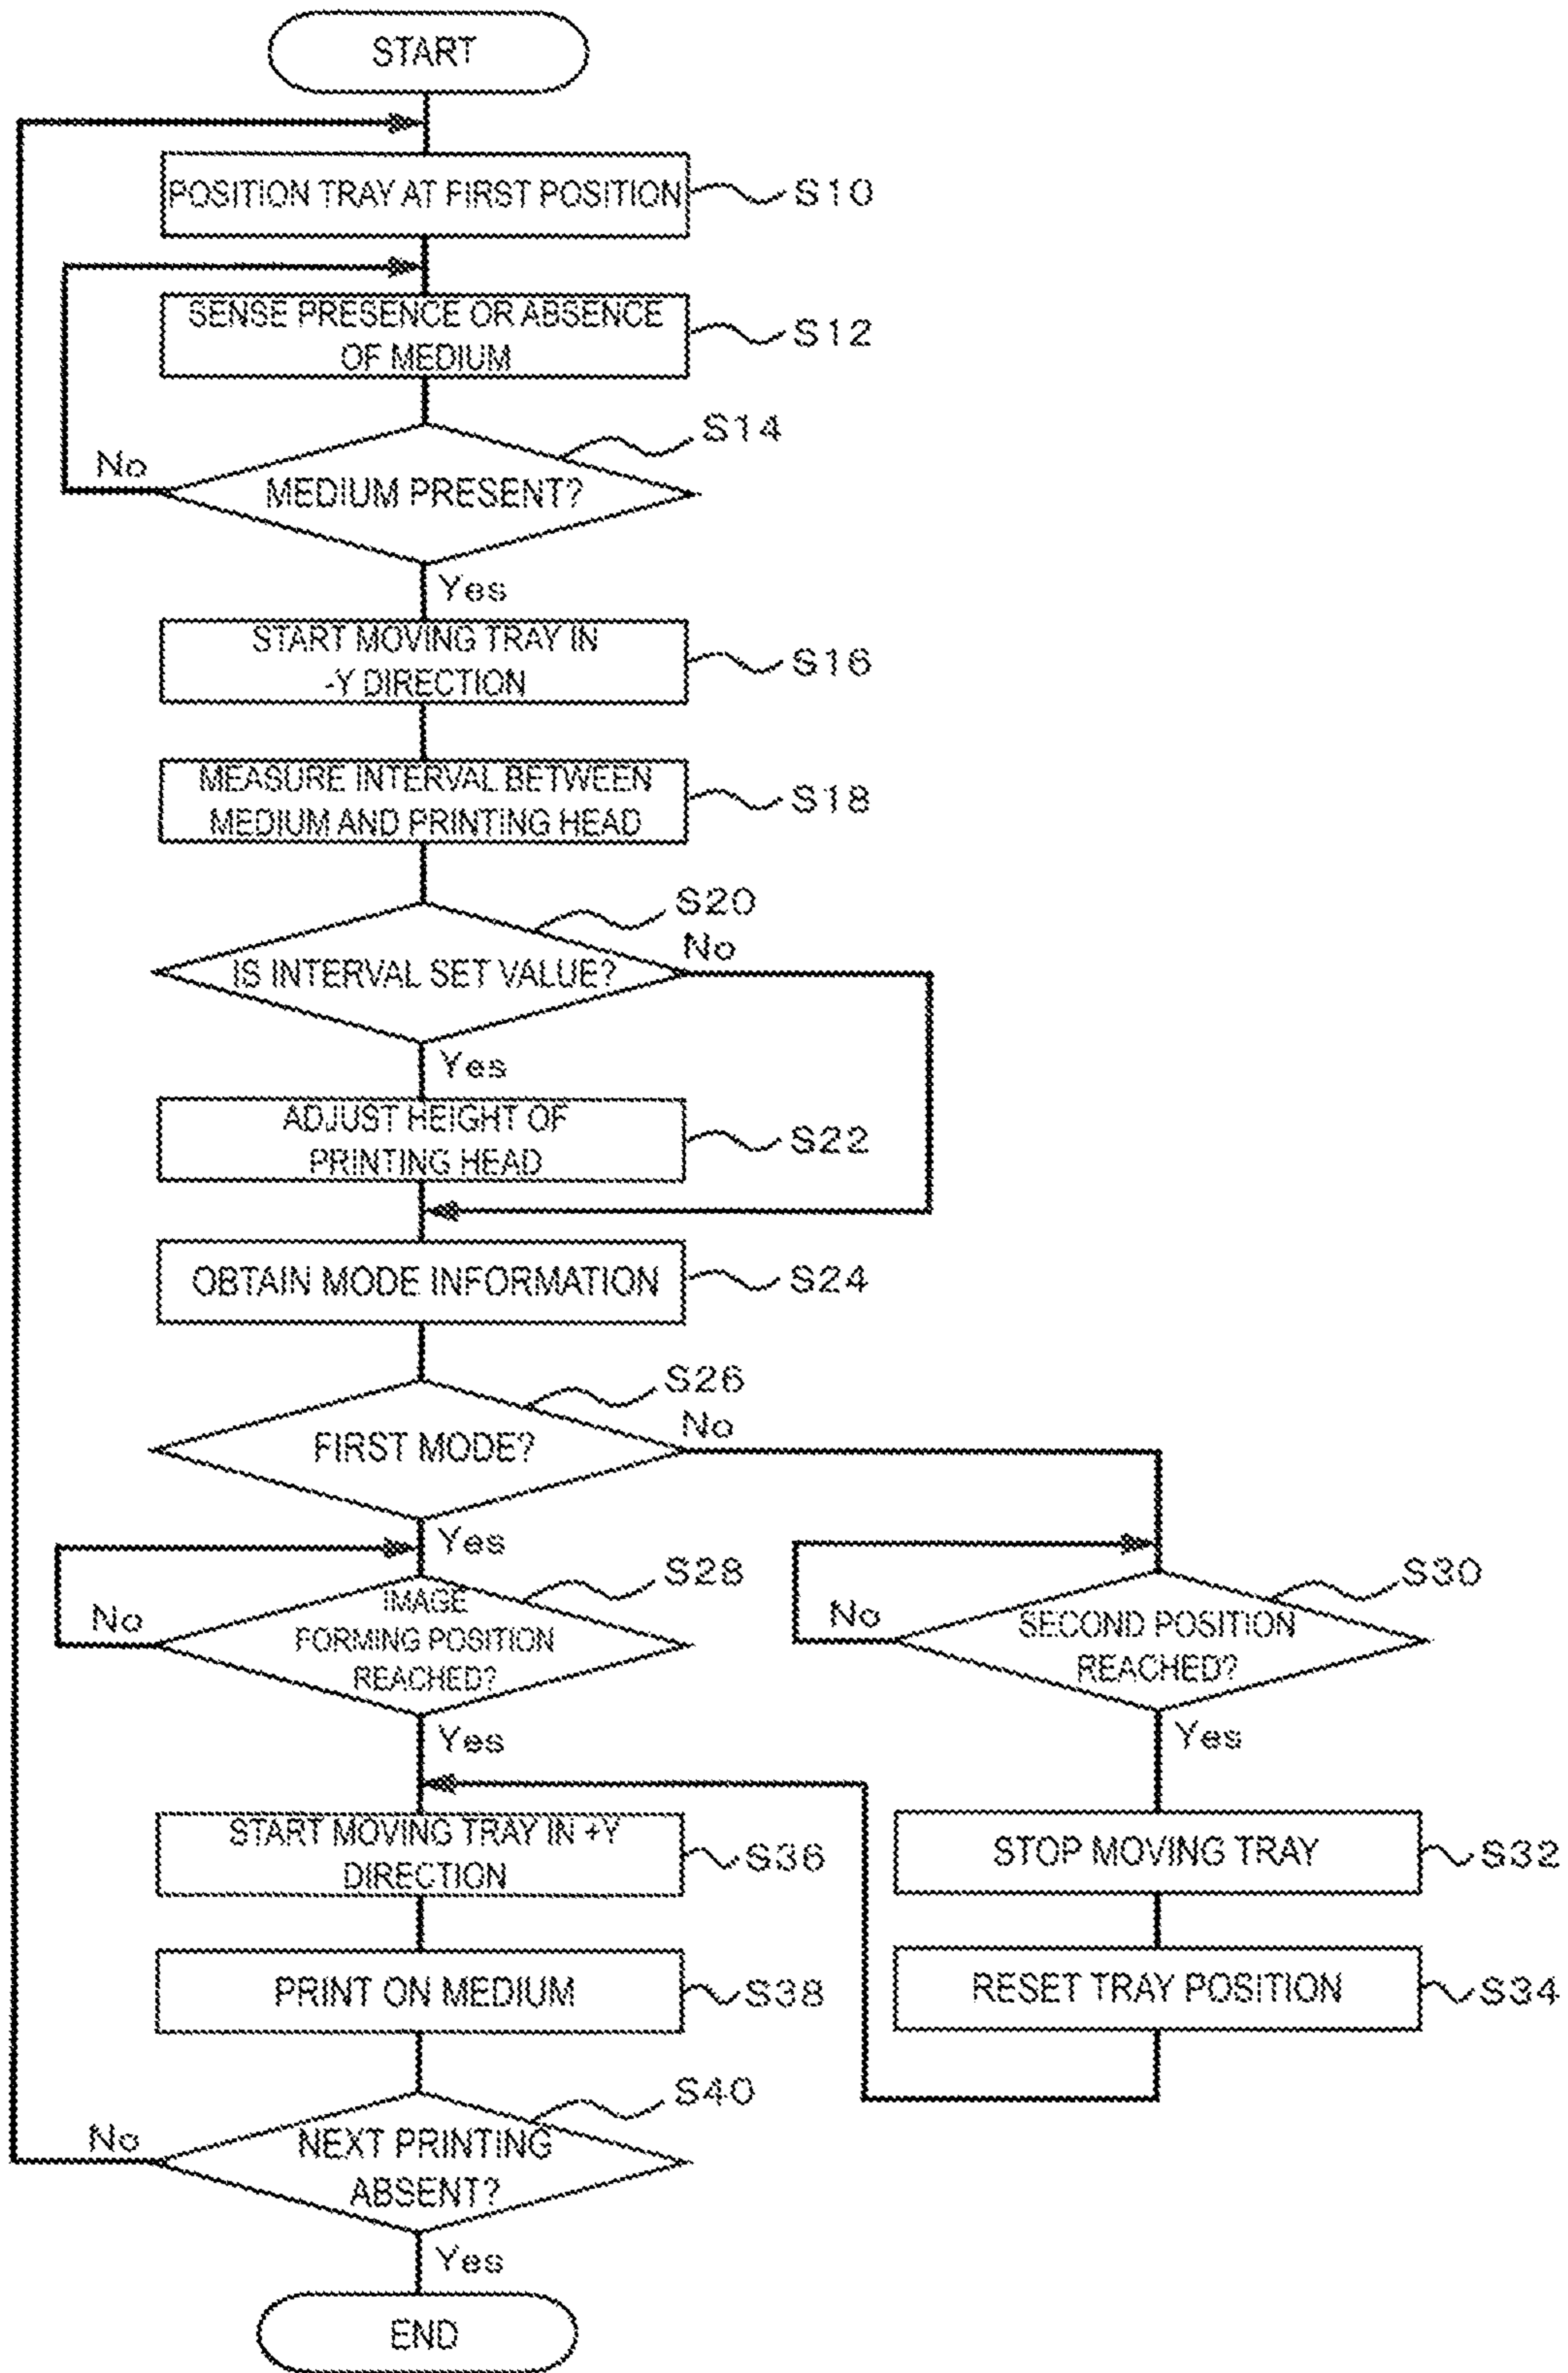 START
POSITION TRAY AT FIRST POSITION
S10
SENSE PRESENCE OR ABSENCE
OF MEDIUM
S12
S14
No
MEDIUM PRESENT?
Yes
START MOVING TRAY IN
-Y DIRECTION
S16
MEASURE INTERVAL BETWEEN
MEDIUM AND PRINTING HEAD
S18
S20
No
IS INTERVAL SET VALUE?
Yes
ADJUST HEIGHT OF
PRINTING HEAD
S22
OBTAIN MODE INFORMATION
S24
S26
No
FIRST MODE?
Yes
S28
No
IMAGE
FORMING POSITION
REACHED?
Yes
S30
No
SECOND POSITION
REACHED?
Yes
START MOVING TRAY IN +Y
DIRECTION
S36
STOP MOVING TRAY
S32
PRINT ON MEDIUM
S38
RESET TRAY POSITION
S34
S40
No
NEXT PRINTING
ABSENT?
Yes
END